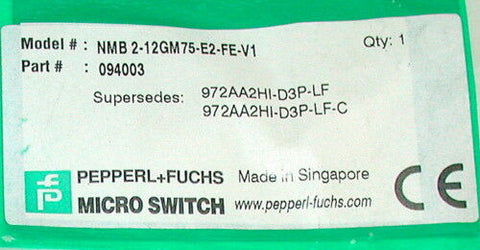 Model # : NMB 2-12GM75-E2-FE-V1 Qty: 1
Part # : 094003
Supersedes: 972AA2HI-D3P-LF
972AA2HI-D3P-LF-C
PEPPERL+FUCHS Made in Singapore
MICRO SWITCH www.pepperl-fuchs.com
CE